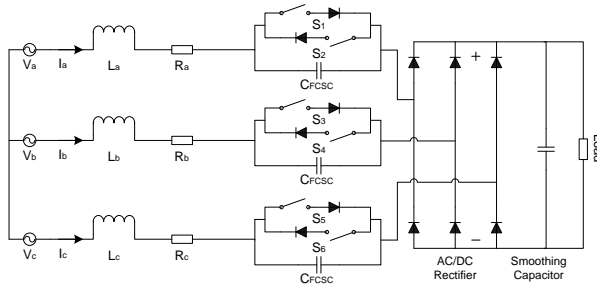 S1
S2
CFCSC
Va
Ia
La
Ra
S3
S4
CFCSC
Vb
Ib
Lb
Rb
S5
S6
CFCSC
Vc
Ic
Lc
Rc
+
−
AC/DC
Rectifier
Smoothing
Capacitor